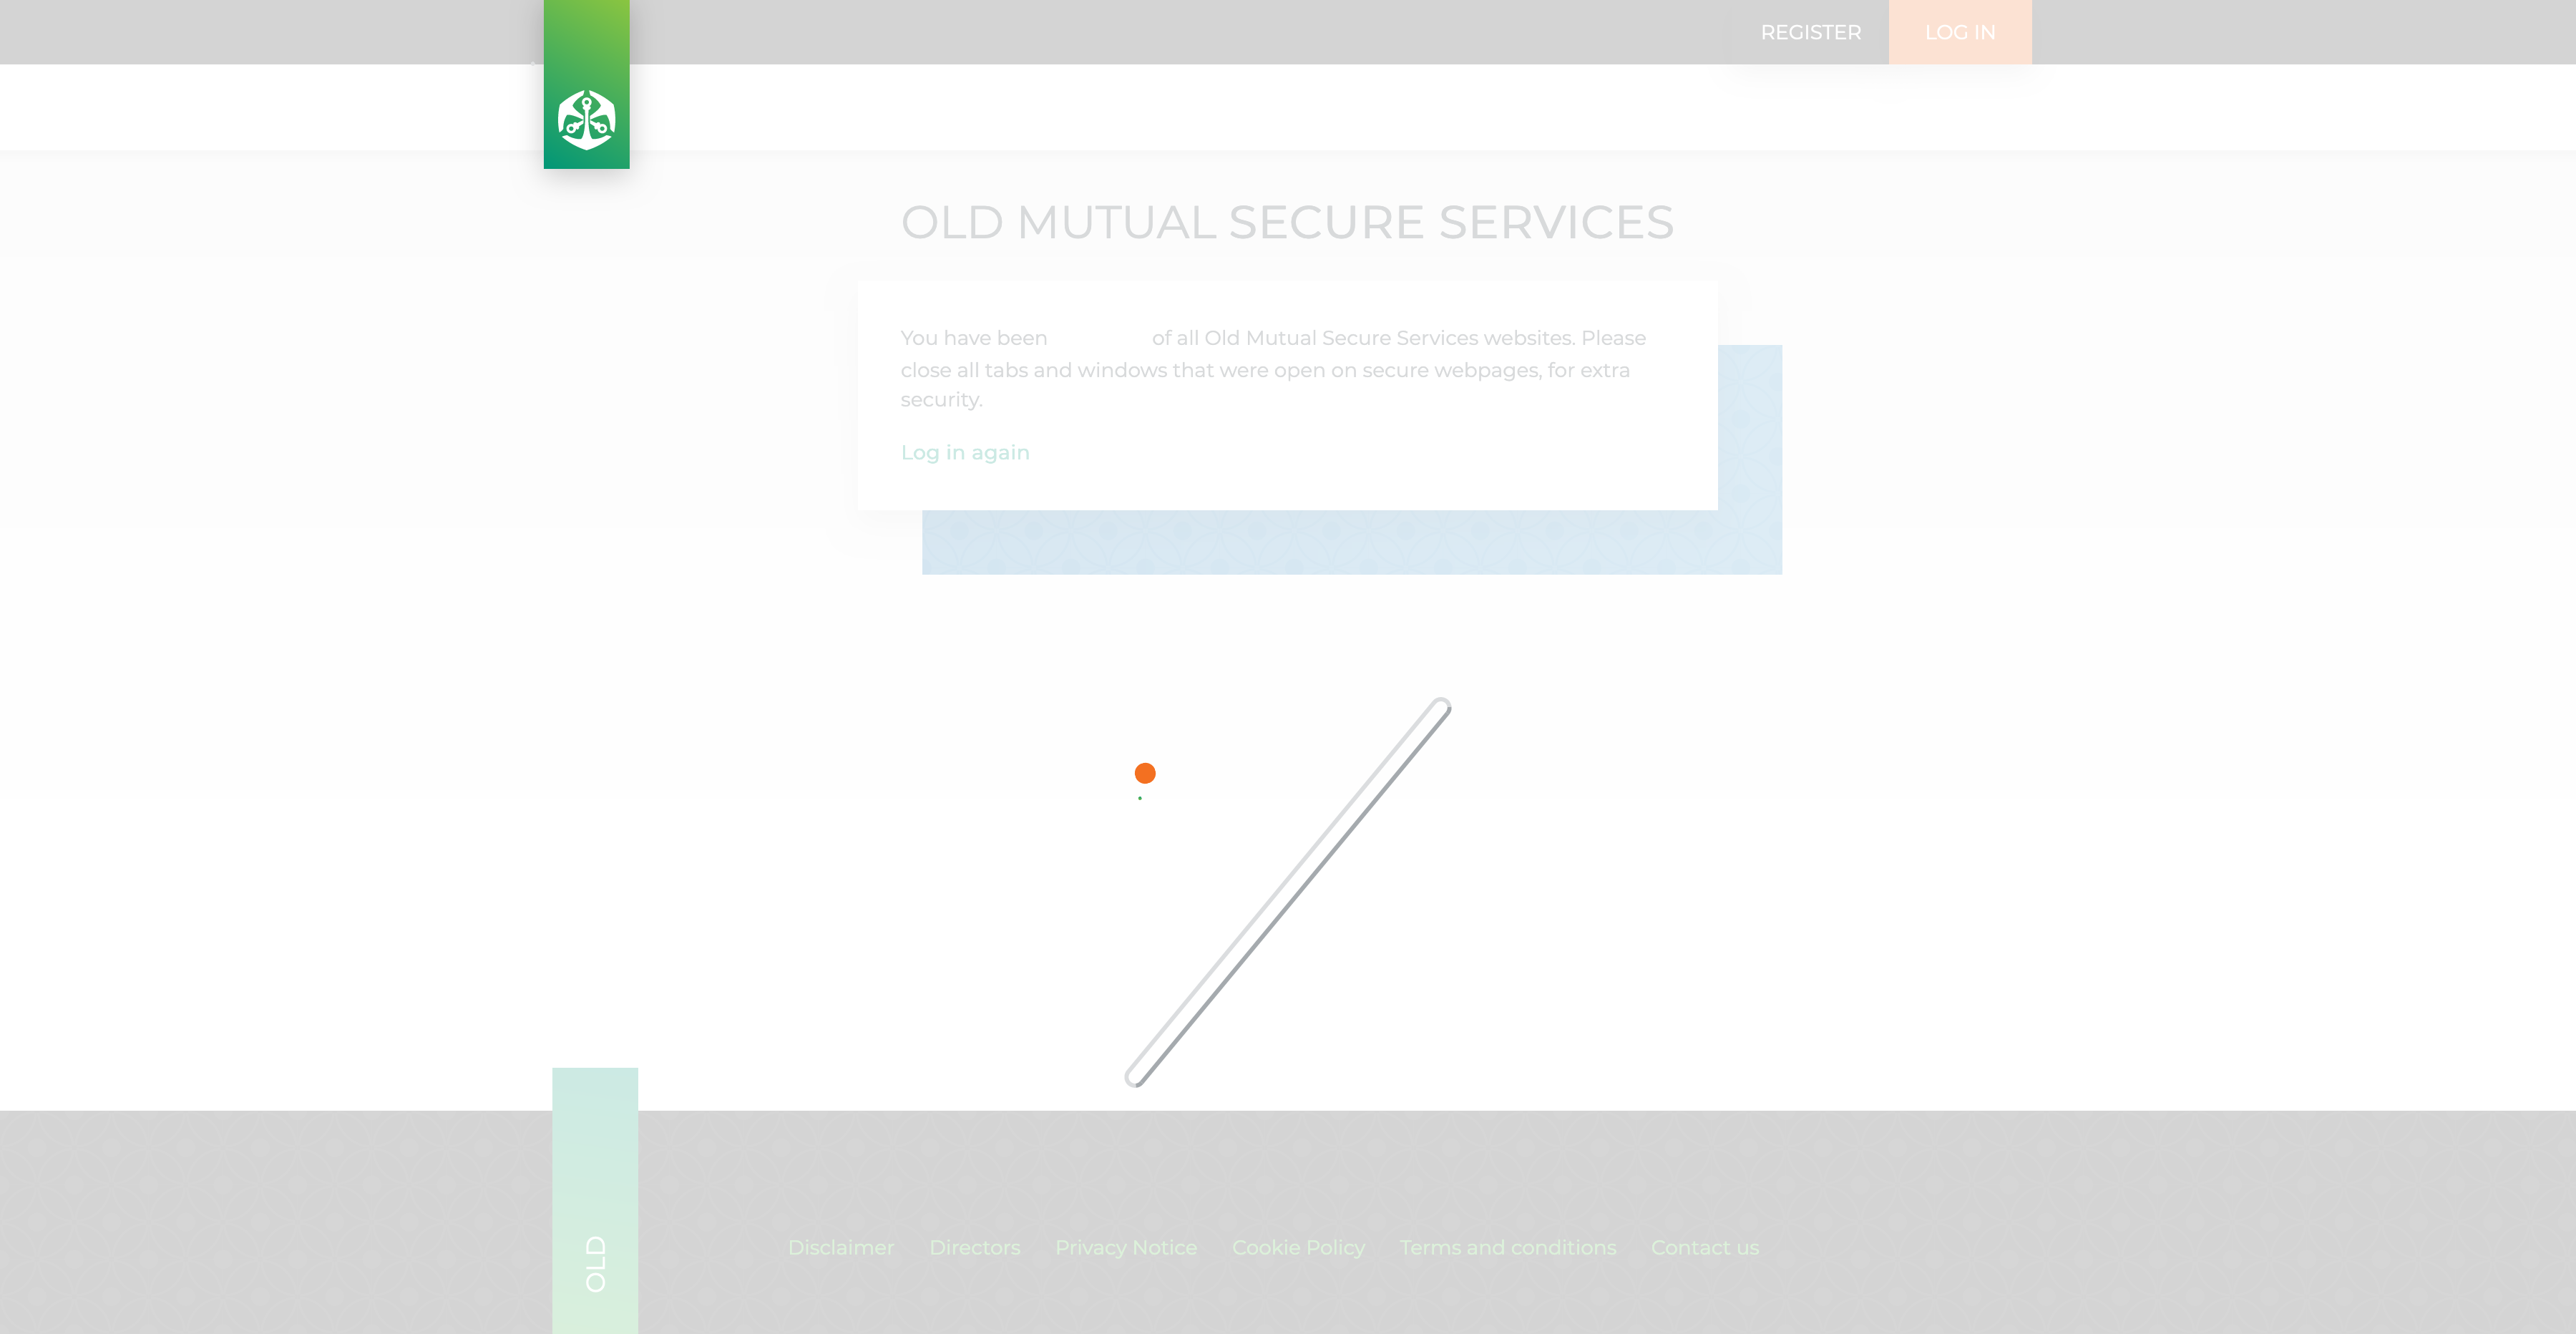 REGISTER
LOG IN
OLD MUTUAL SECURE SERVICES
You have been of all Old Mutual Secure Services websites. Please
close all tabs and windows that were open on secure webpages, for extra
security.
Log in again
OLD
Disclaimer
Directors
Privacy Notice
Cookie Policy
Terms and conditions
Contact us